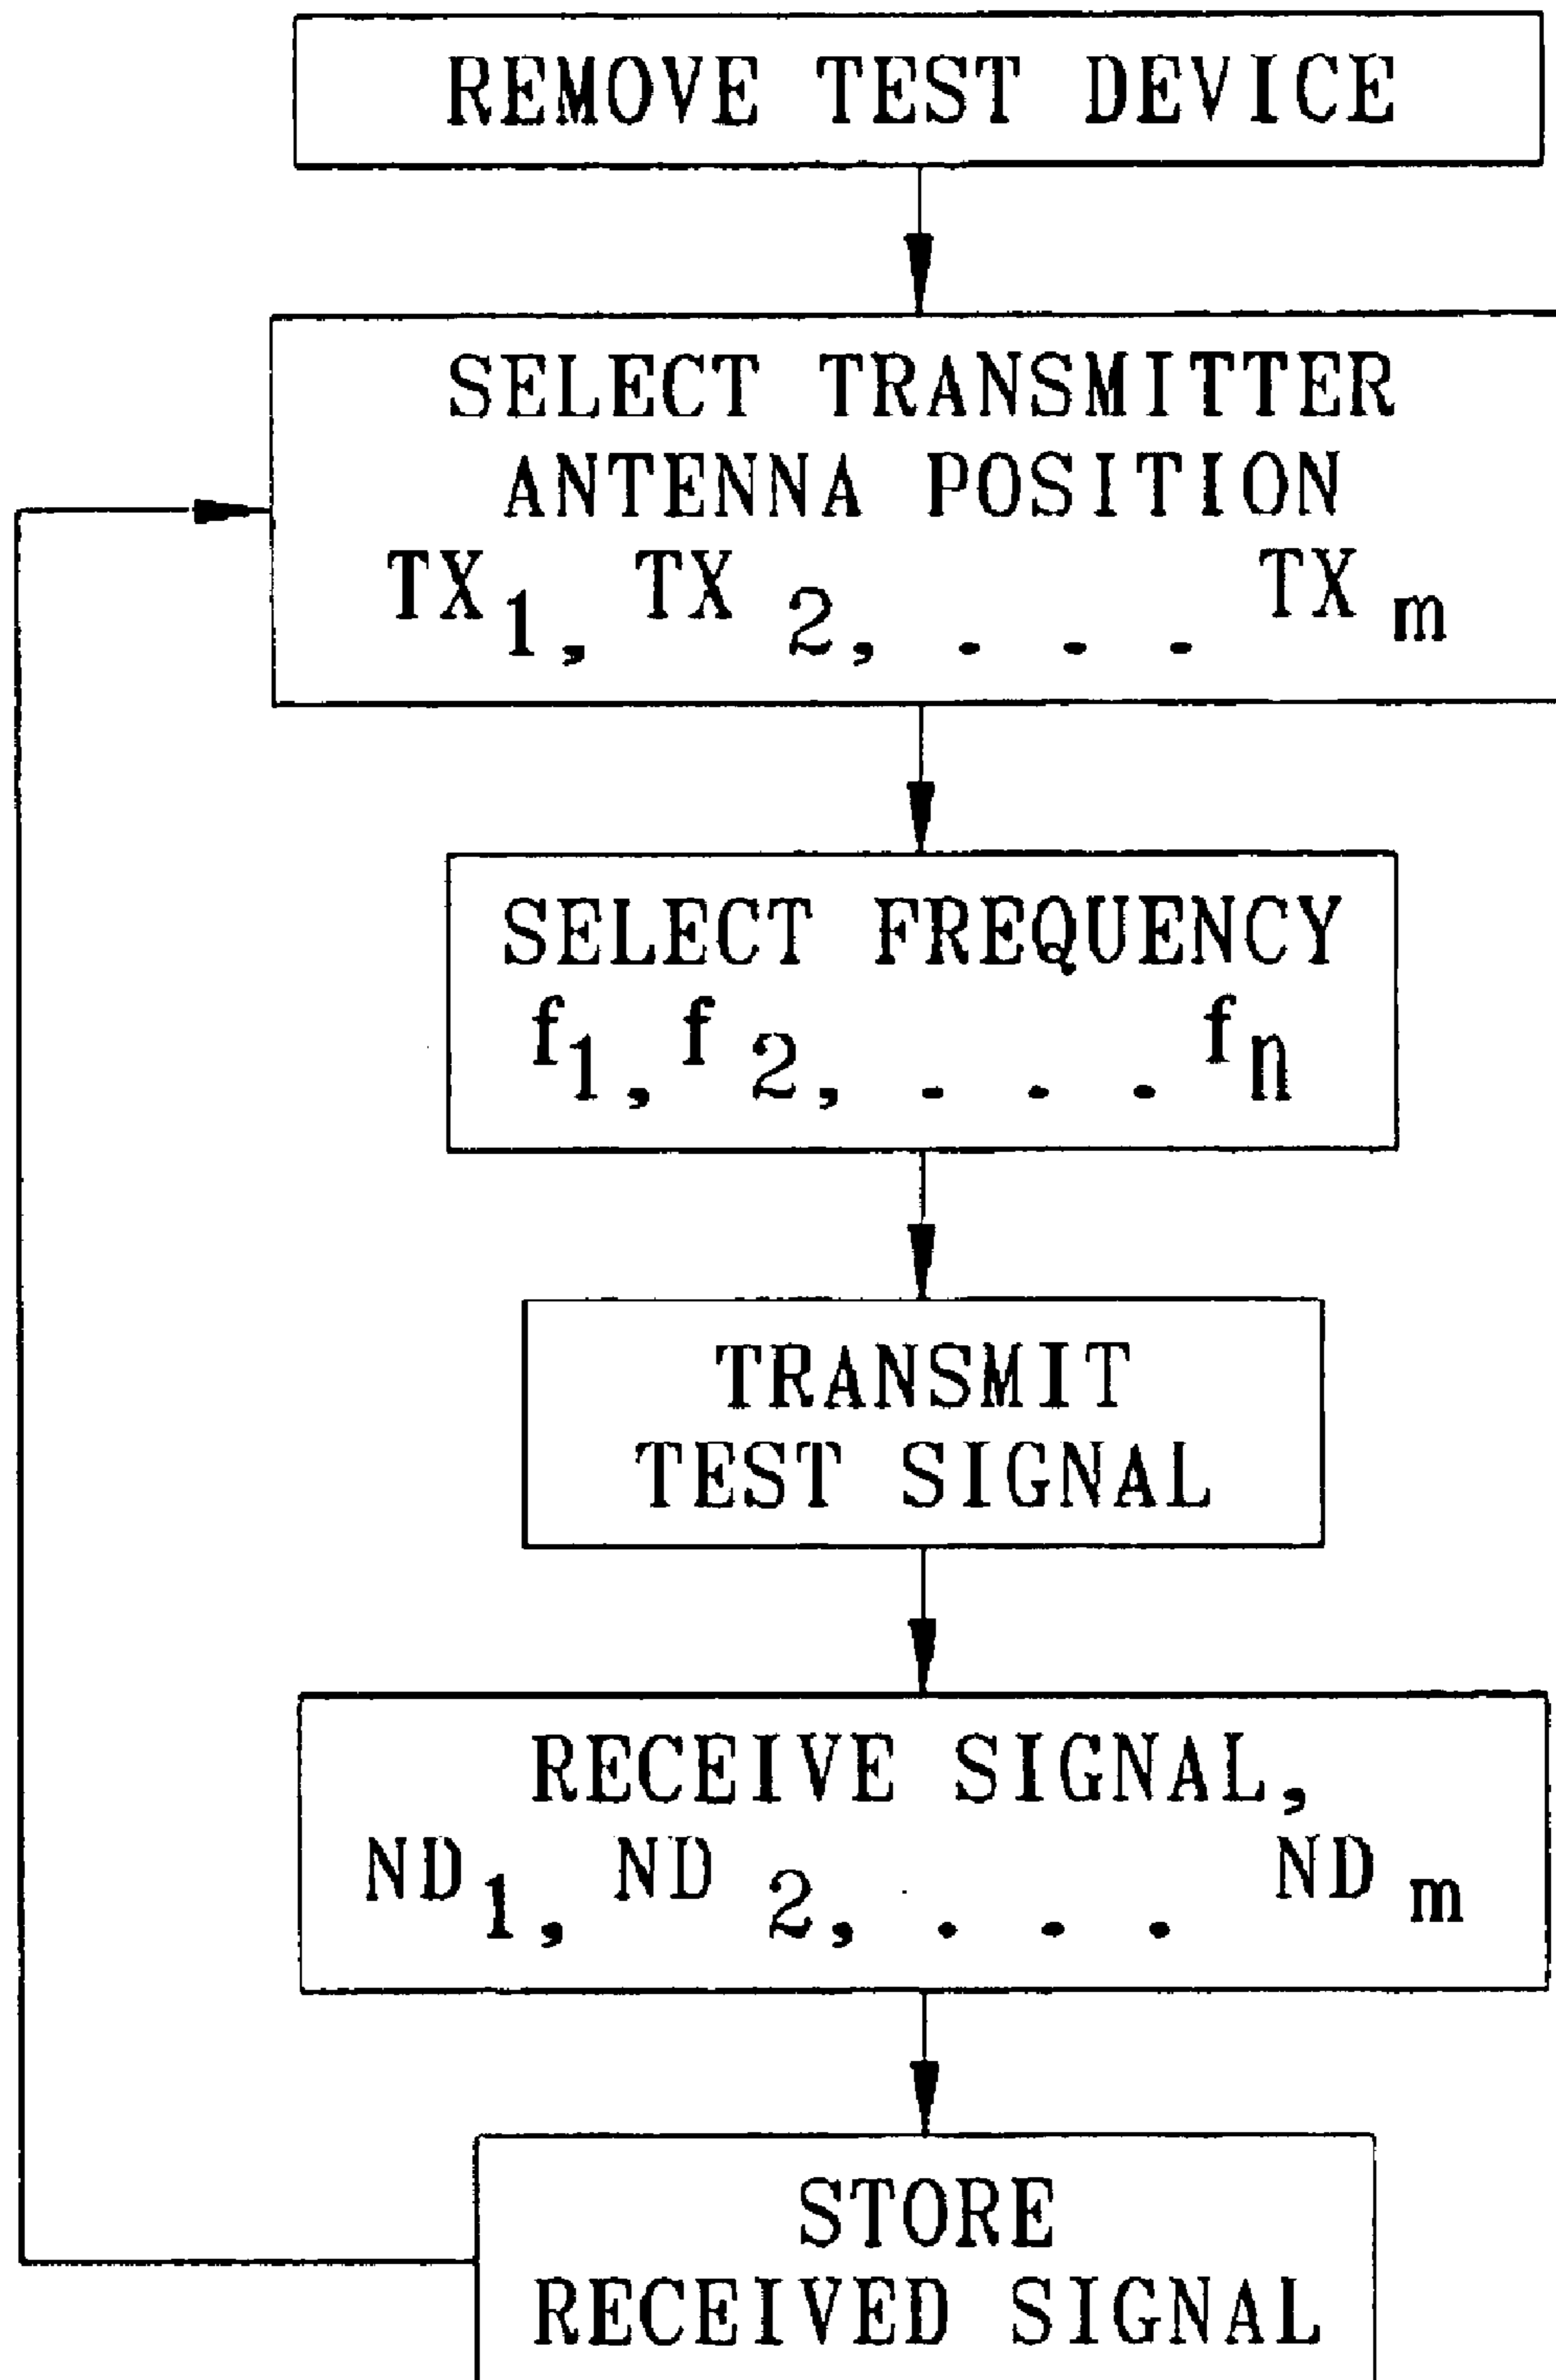 REMOVE TEST DEVICE
SELECT TRANSMITTER
ANTENNA POSITION
TX₁, TX₂, . . . TXₘ
SELECT FREQUENCY
f₁, f₂, . . . fₙ
TRANSMIT
TEST SIGNAL
RECEIVE SIGNAL,
ND₁, ND₂, . . . NDₘ
STORE
RECEIVED SIGNAL